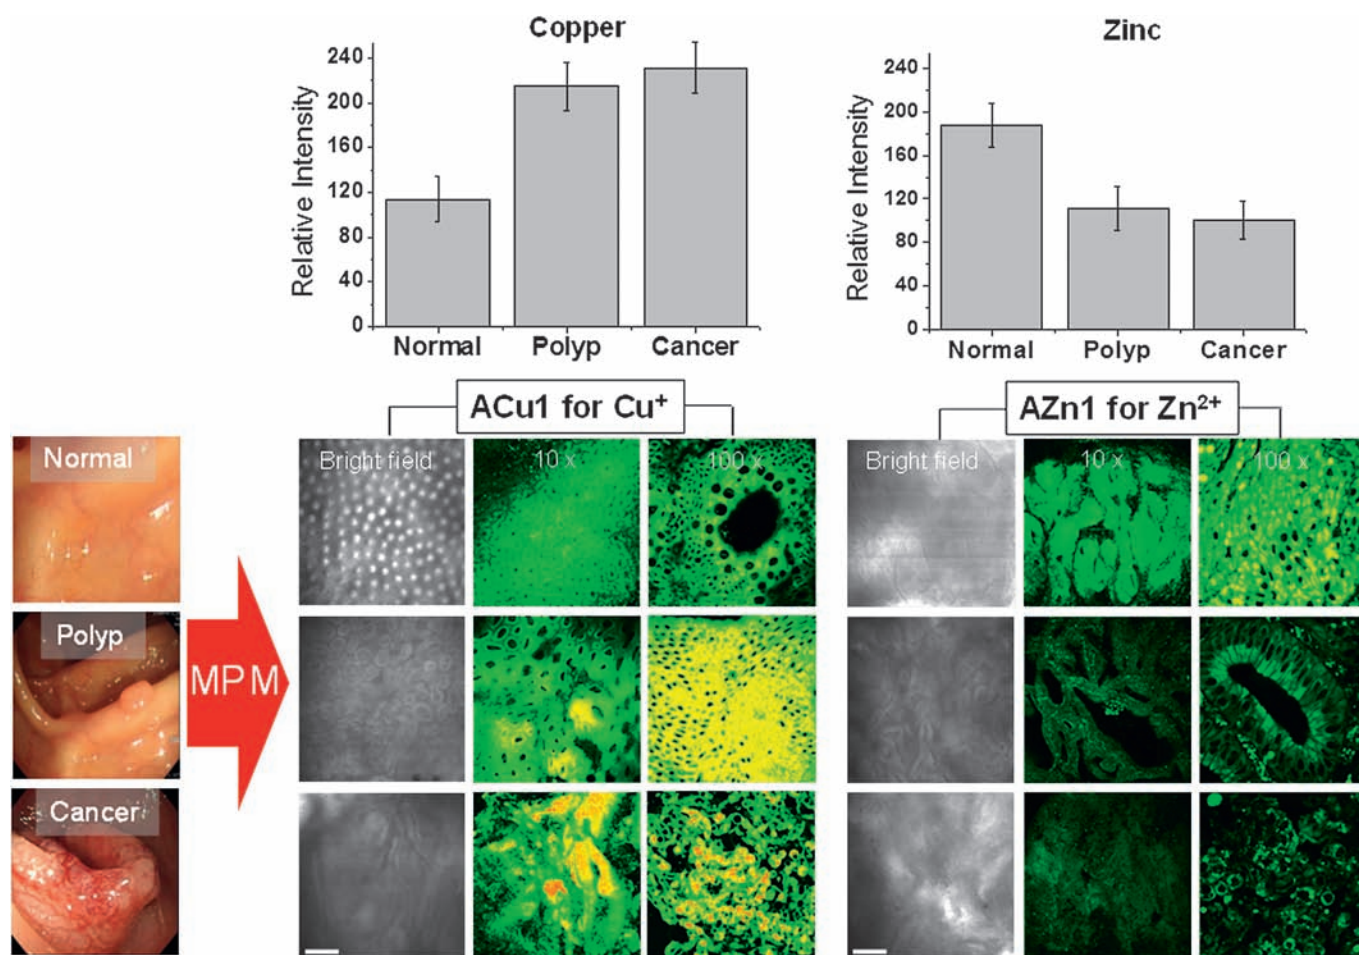 Copper
Relative Intensity
240
200
160
120
80
40
0
Normal Polyp Cancer
Zinc
Relative Intensity
240
200
160
120
80
40
0
Normal Polyp Cancer
ACu1 for Cu⁺
AZn1 for Zn²⁺
Normal
Polyp
Cancer
MPM
Bright field 10 x 100 x
Bright field 10 x 100 x